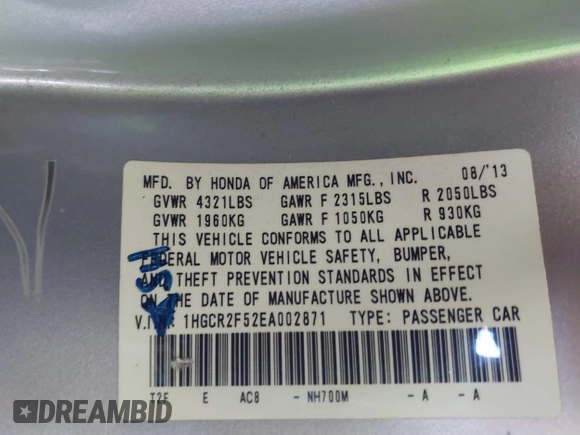 MFD. BY HONDA OF AMERICA MFG., INC. 08/'13
GVWR 4321LBS GAWR F 2315LBS R 2050LBS
GVWR 1960KG GAWR F 1050KG R 930KG
THIS VEHICLE CONFORMS TO ALL APPLICABLE
FEDERAL MOTOR VEHICLE SAFETY, BUMPER,
AND THEFT PREVENTION STANDARDS IN EFFECT
ON THE DATE OF MANUFACTURE SHOWN ABOVE.
V.I.N. 1HGCR2F52EA002871 TYPE: PASSENGER CAR
T2F E AC8 - NH700M - A - A
DREAMBID